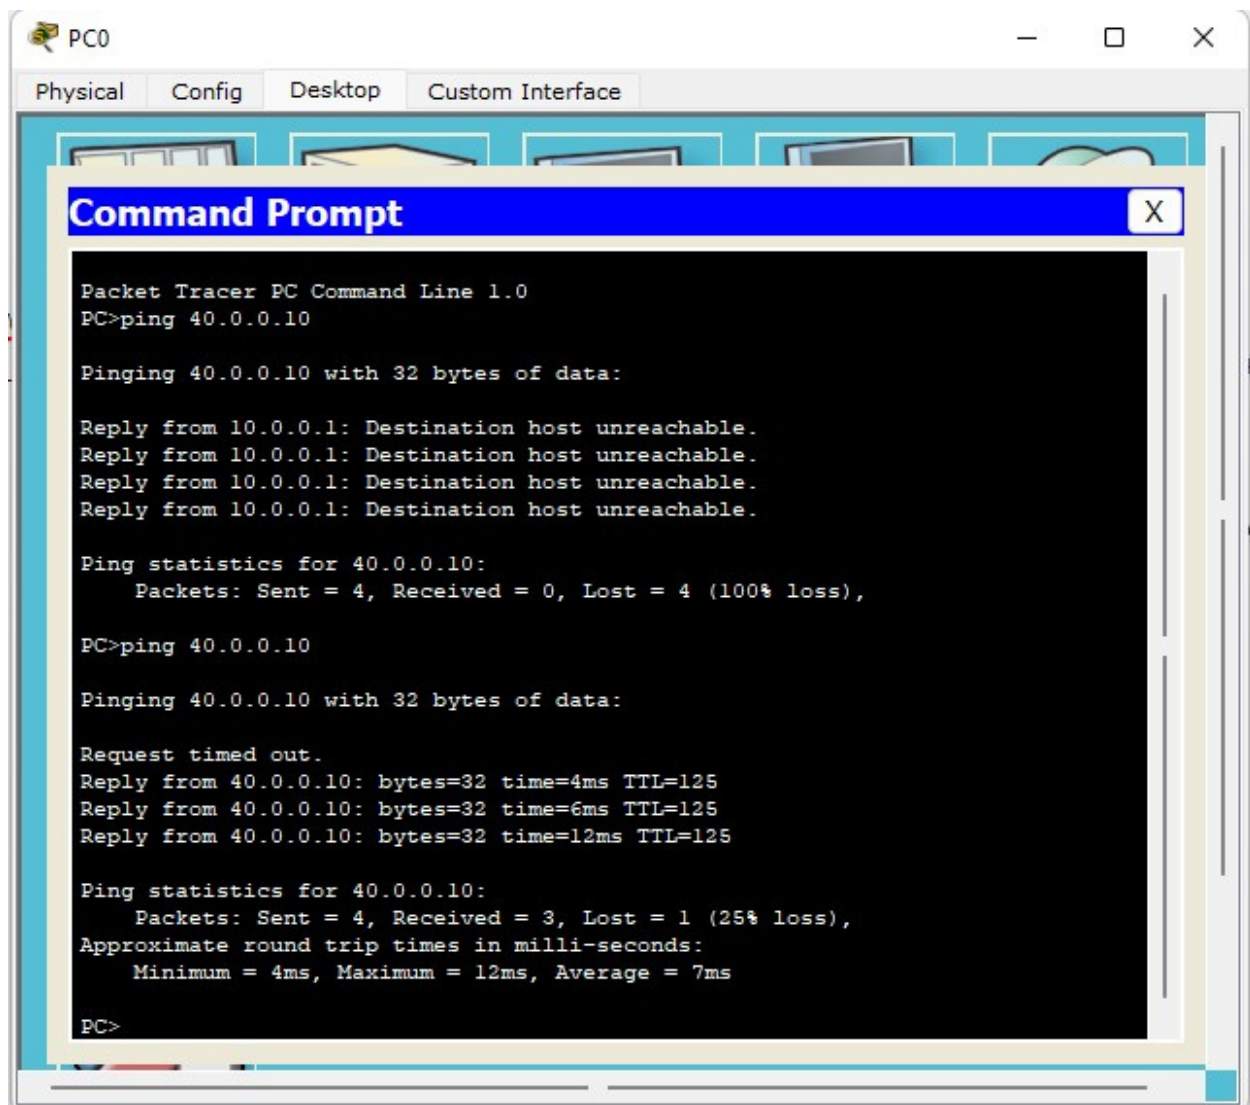 PC0
Physical Config Desktop Custom Interface
Command Prompt
X
Packet Tracer PC Command Line 1.0
PC>ping 40.0.0.10
Pinging 40.0.0.10 with 32 bytes of data:
Reply from 10.0.0.1: Destination host unreachable.
Reply from 10.0.0.1: Destination host unreachable.
Reply from 10.0.0.1: Destination host unreachable.
Reply from 10.0.0.1: Destination host unreachable.
Ping statistics for 40.0.0.10:
    Packets: Sent = 4, Received = 0, Lost = 4 (100% loss),
PC>ping 40.0.0.10
Pinging 40.0.0.10 with 32 bytes of data:
Request timed out.
Reply from 40.0.0.10: bytes=32 time=4ms TTL=125
Reply from 40.0.0.10: bytes=32 time=6ms TTL=125
Reply from 40.0.0.10: bytes=32 time=12ms TTL=125
Ping statistics for 40.0.0.10:
    Packets: Sent = 4, Received = 3, Lost = 1 (25% loss),
Approximate round trip times in milli-seconds:
    Minimum = 4ms, Maximum = 12ms, Average = 7ms
PC>